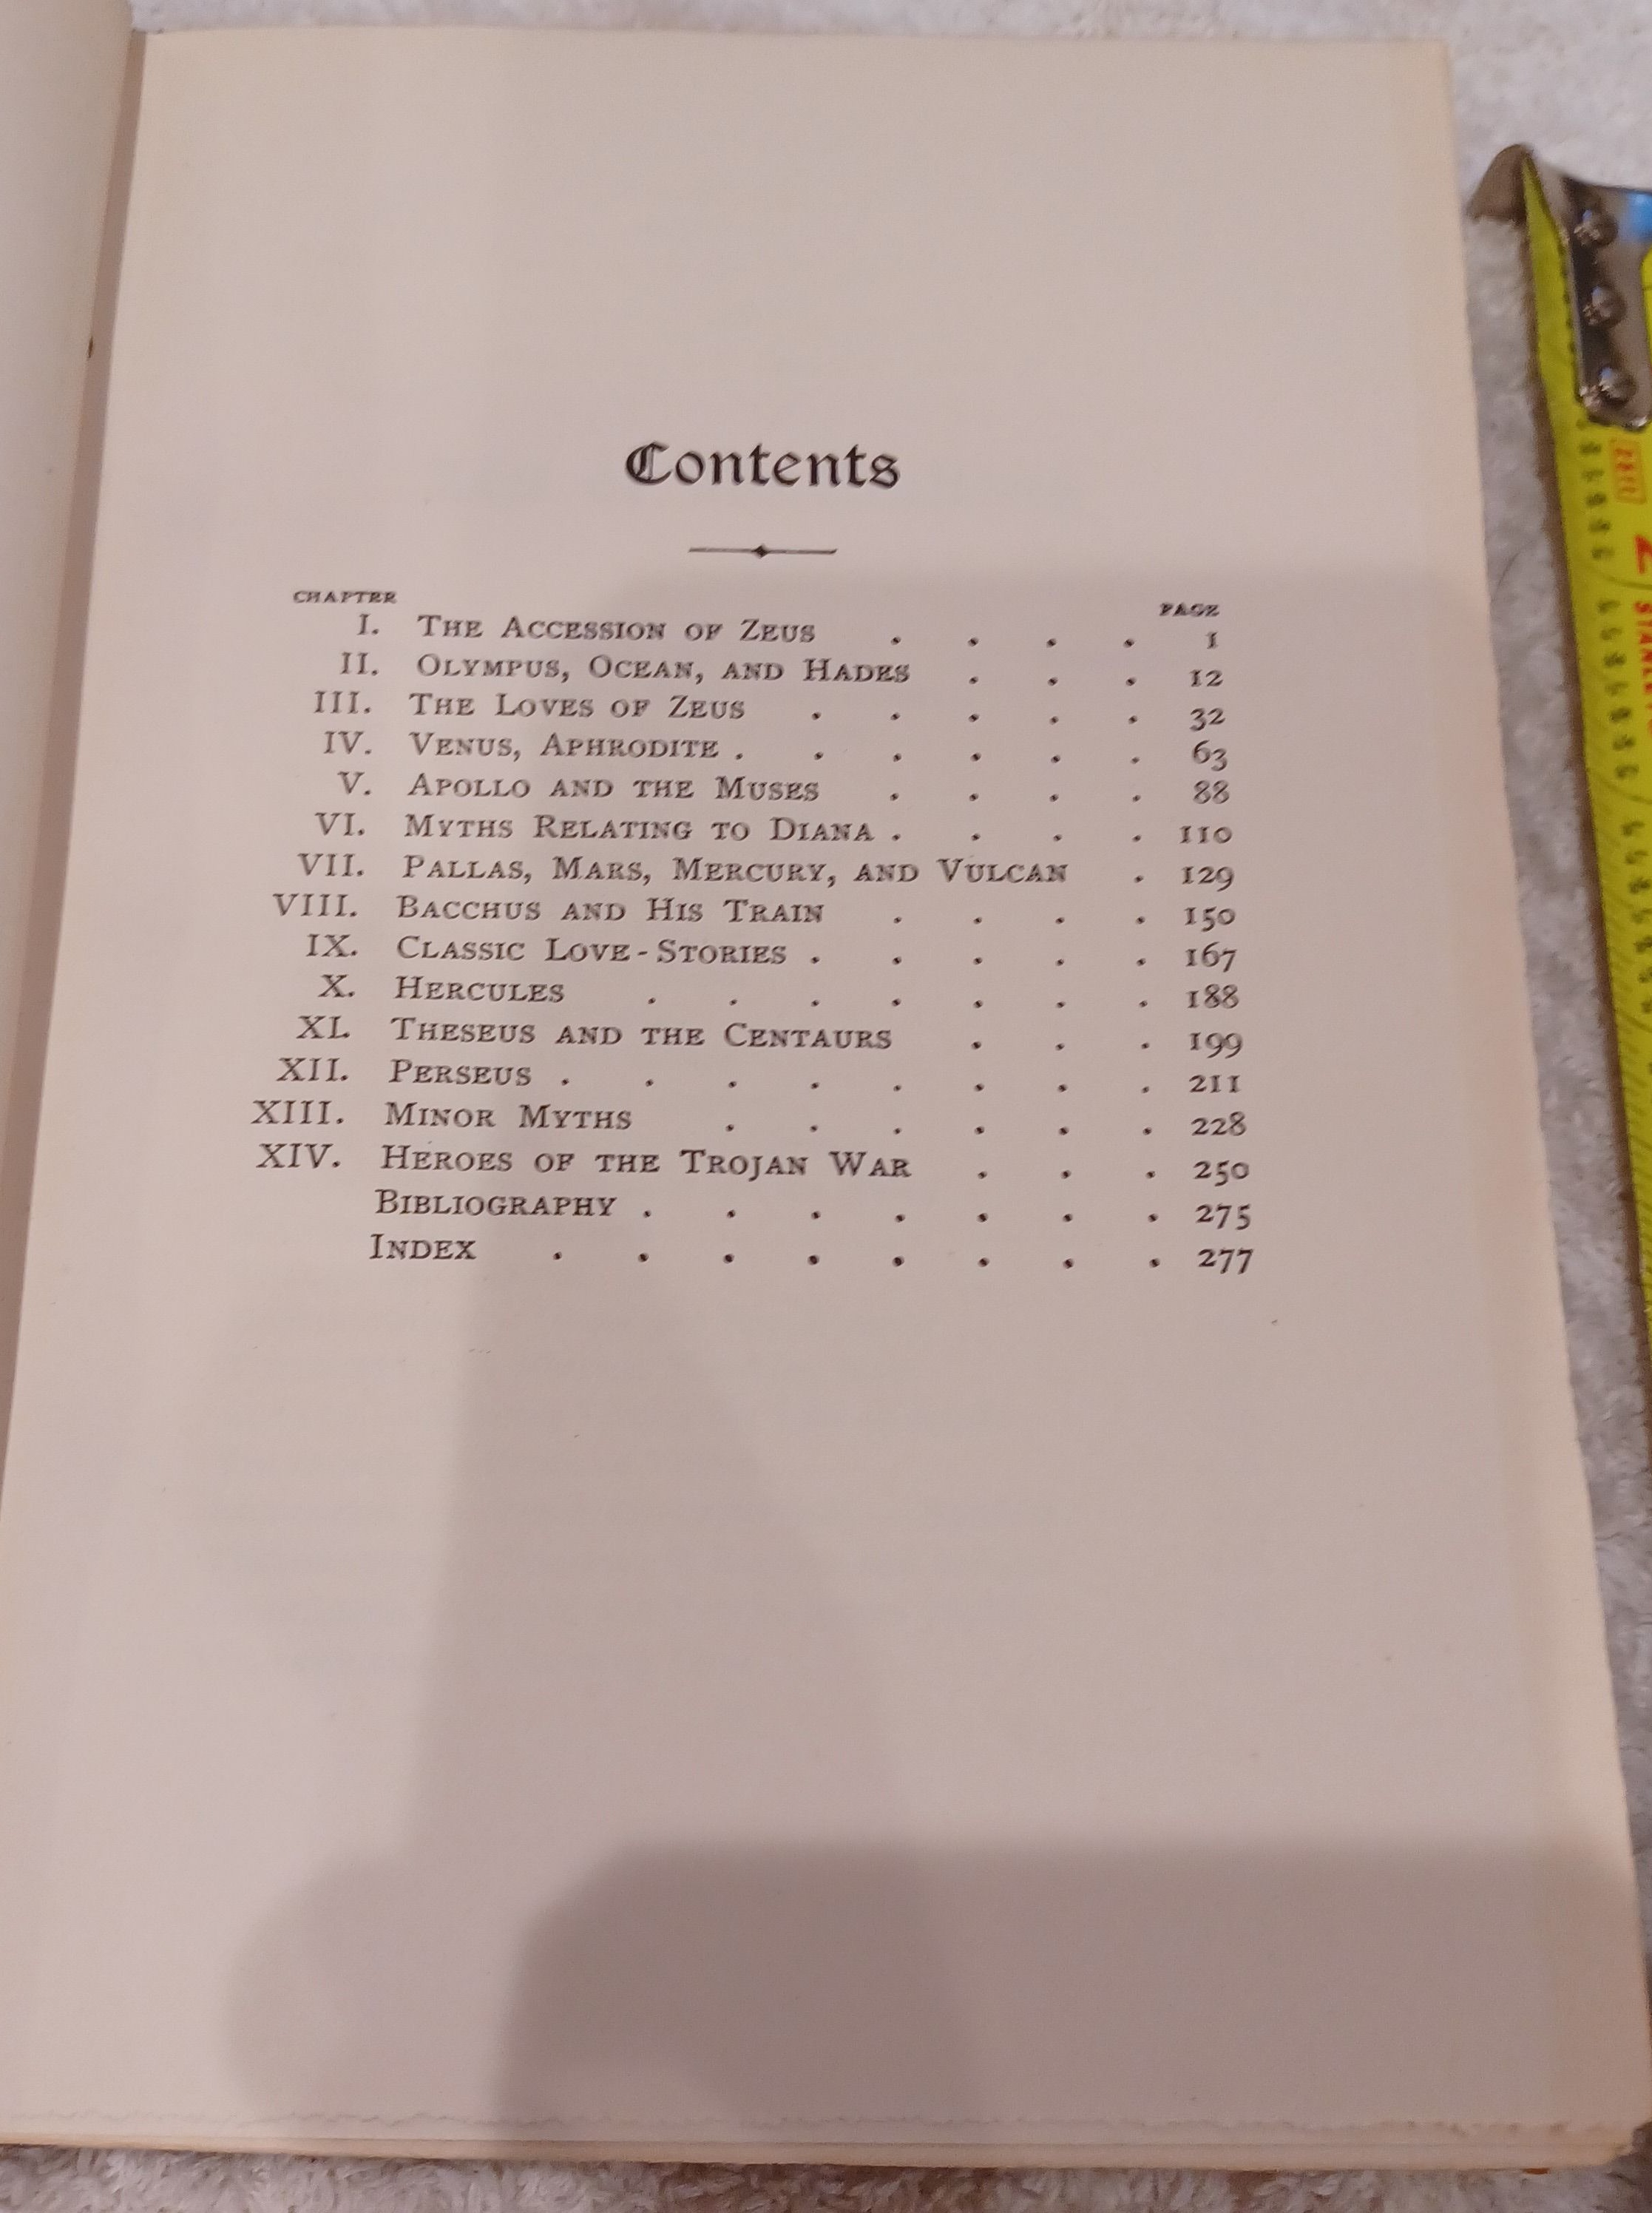 Contents
CHAPTER PAGE
I. THE ACCESSION OF ZEUS . . . . 1
II. OLYMPUS, OCEAN, AND HADES . . . 12
III. THE LOVES OF ZEUS . . . . . 32
IV. VENUS, APHRODITE . . . . . . 63
V. APOLLO AND THE MUSES . . . . 88
VI. MYTHS RELATING TO DIANA . . . . 110
VII. PALLAS, MARS, MERCURY, AND VULCAN . 129
VIII. BACCHUS AND HIS TRAIN . . . . 150
IX. CLASSIC LOVE-STORIES . . . . . 167
X. HERCULES . . . . . . . 188
XI. THESEUS AND THE CENTAURS . . . 199
XII. PERSEUS . . . . . . . . 211
XIII. MINOR MYTHS . . . . . . 228
XIV. HEROES OF THE TROJAN WAR . . . 250
BIBLIOGRAPHY . . . . . . . 275
INDEX . . . . . . . . 277
2